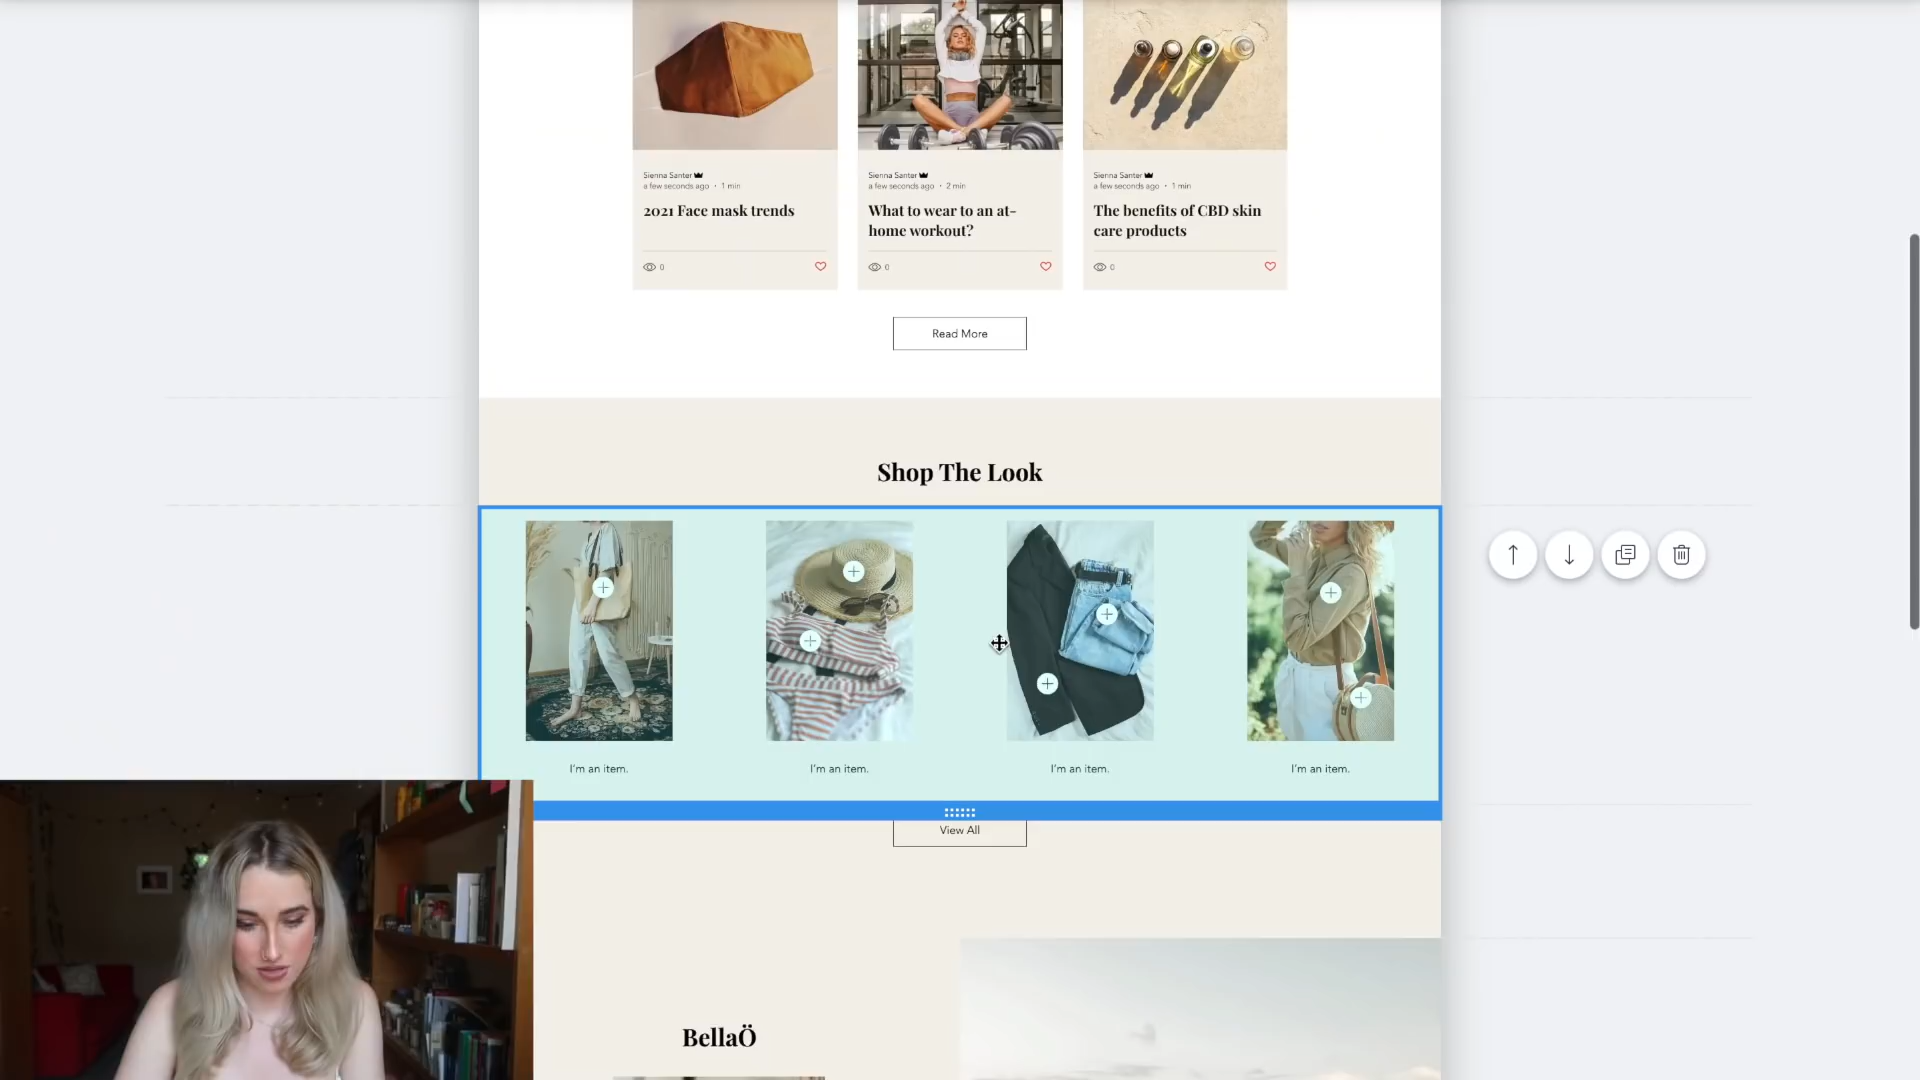 Sienna Santer
a few seconds ago · 1 min
2021 Face mask trends
0
Sienna Santer
a few seconds ago · 2 min
What to wear to an at-
home workout?
0
Sienna Santer
a few seconds ago · 1 min
The benefits of CBD skin
care products
0
Read More
Shop The Look
I'm an item.
I'm an item.
I'm an item.
I'm an item.
View All
BellaÖ